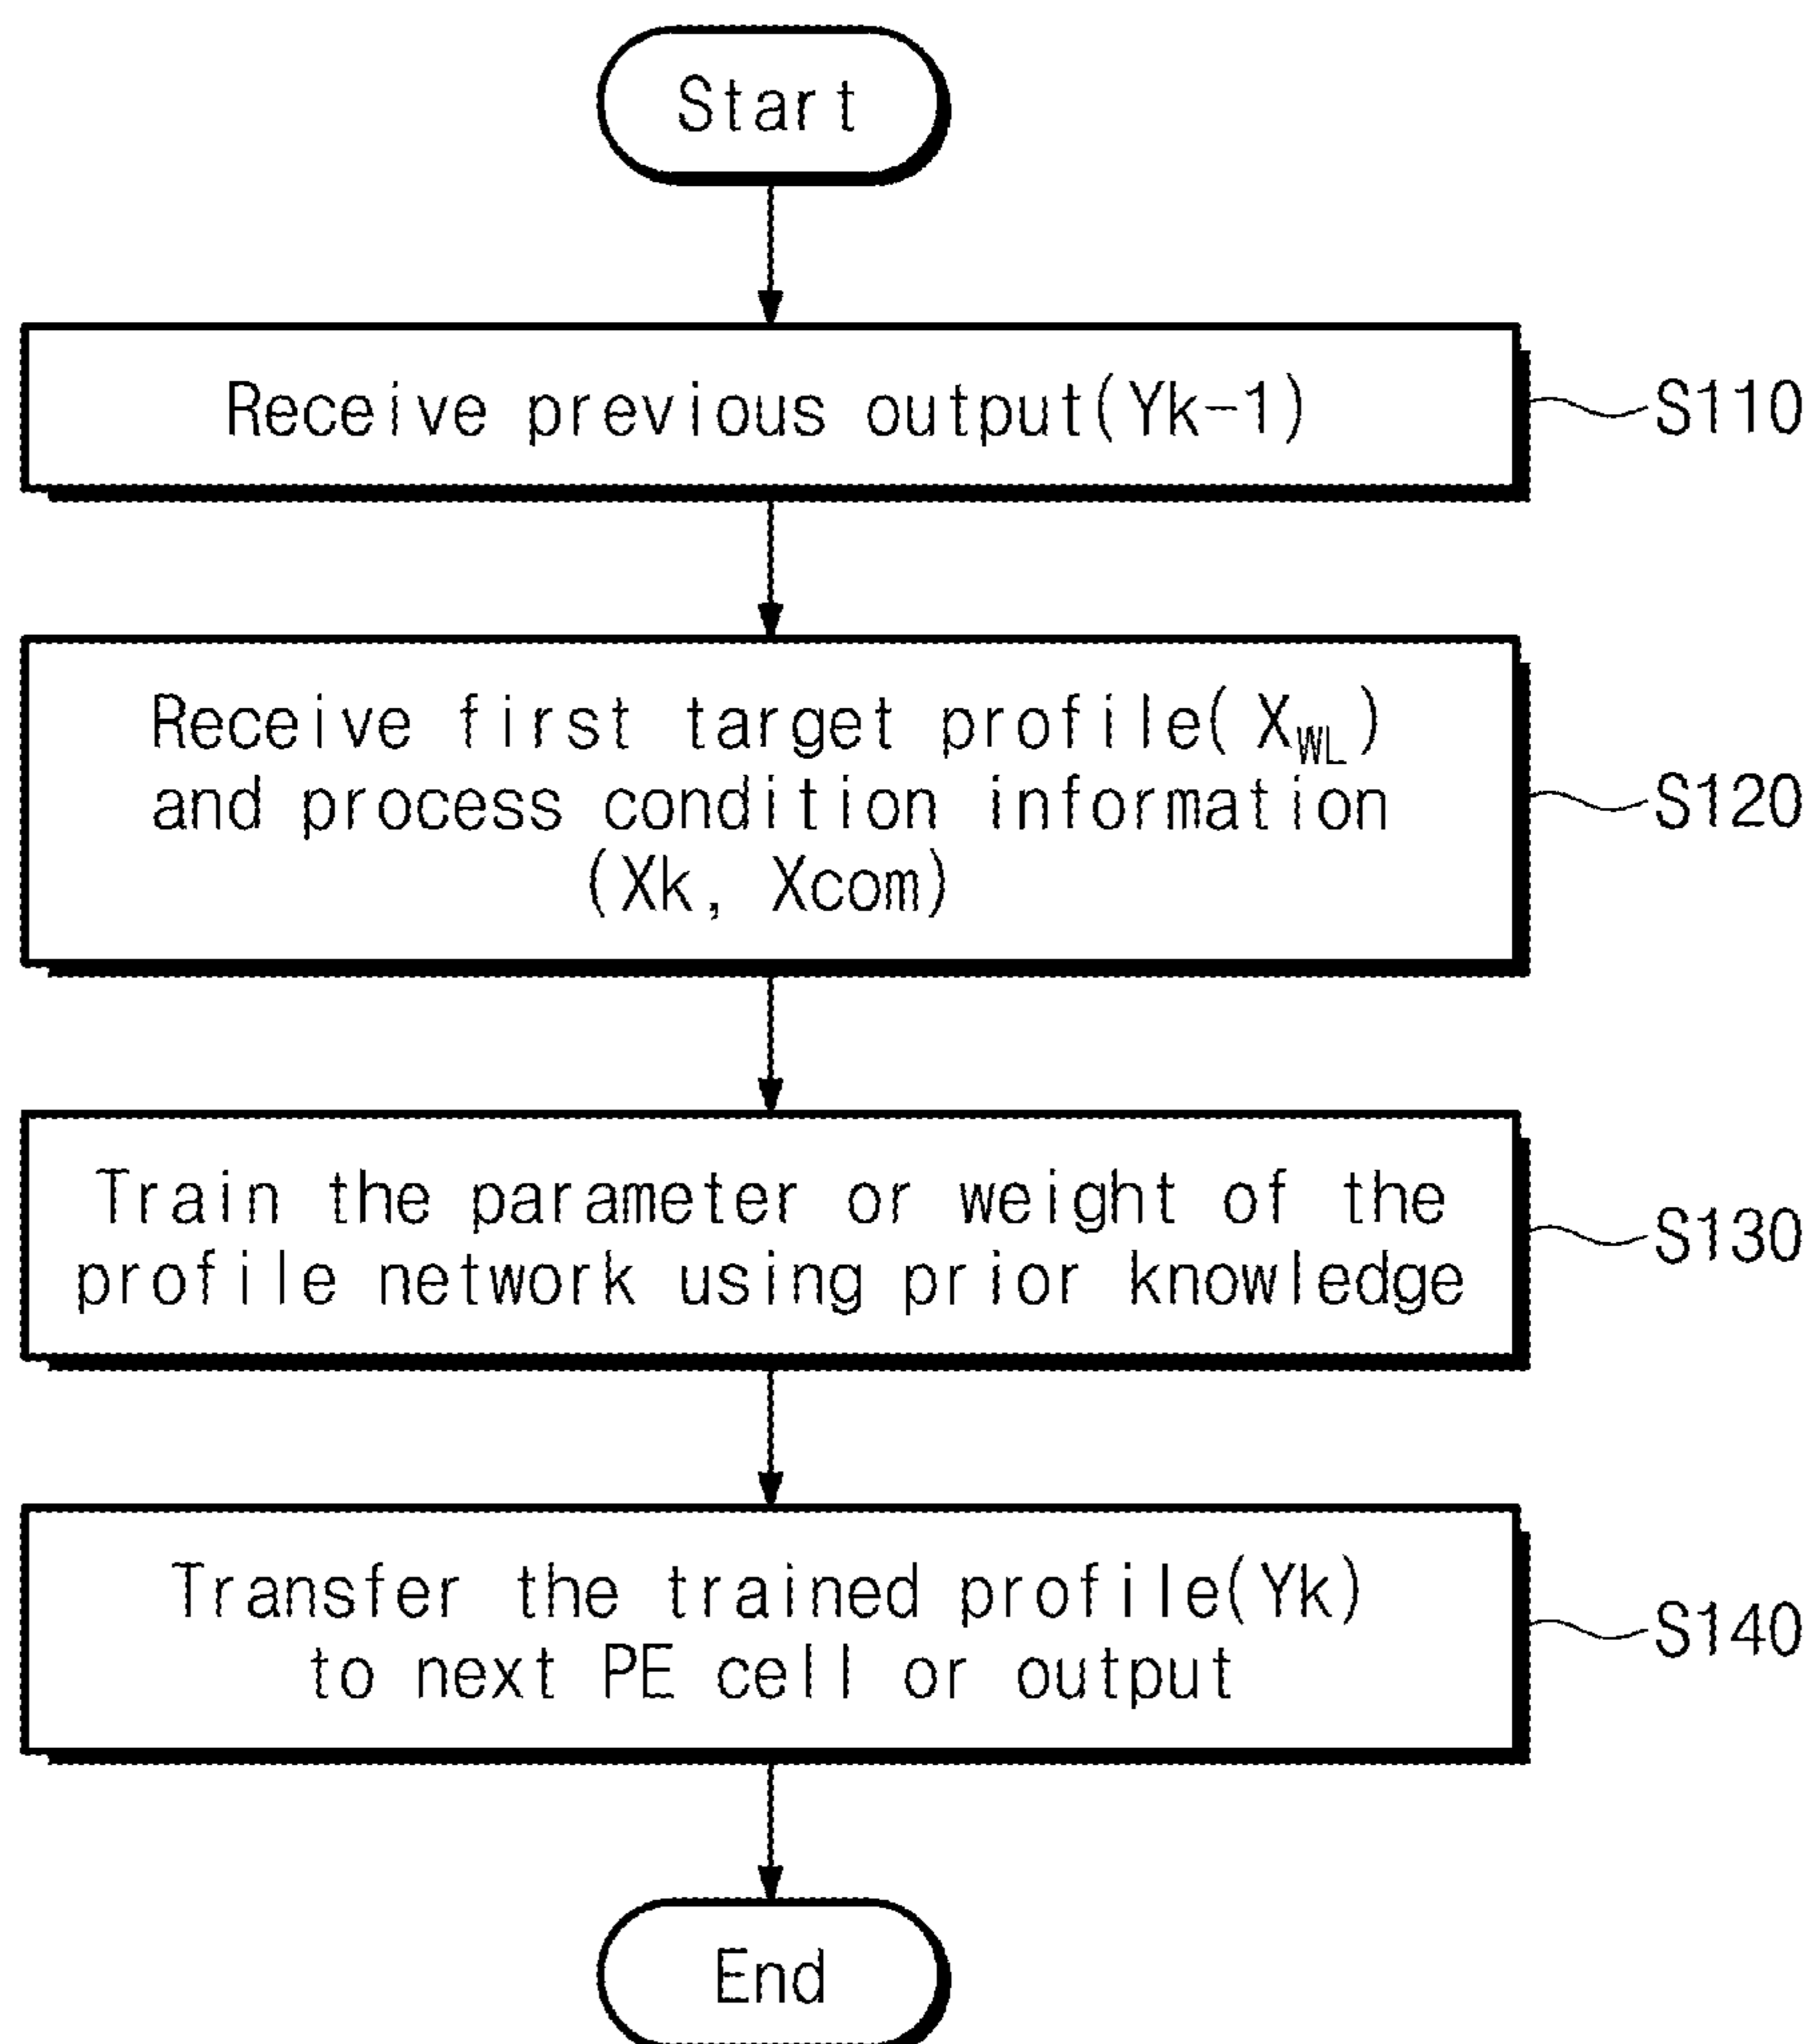 Start
Receive previous output(Yk-1)
S110
Receive first target profile(X_WL)
and process condition information
(Xk, Xcom)
S120
Train the parameter or weight of the
profile network using prior knowledge
S130
Transfer the trained profile(Yk)
to next PE cell or output
S140
End